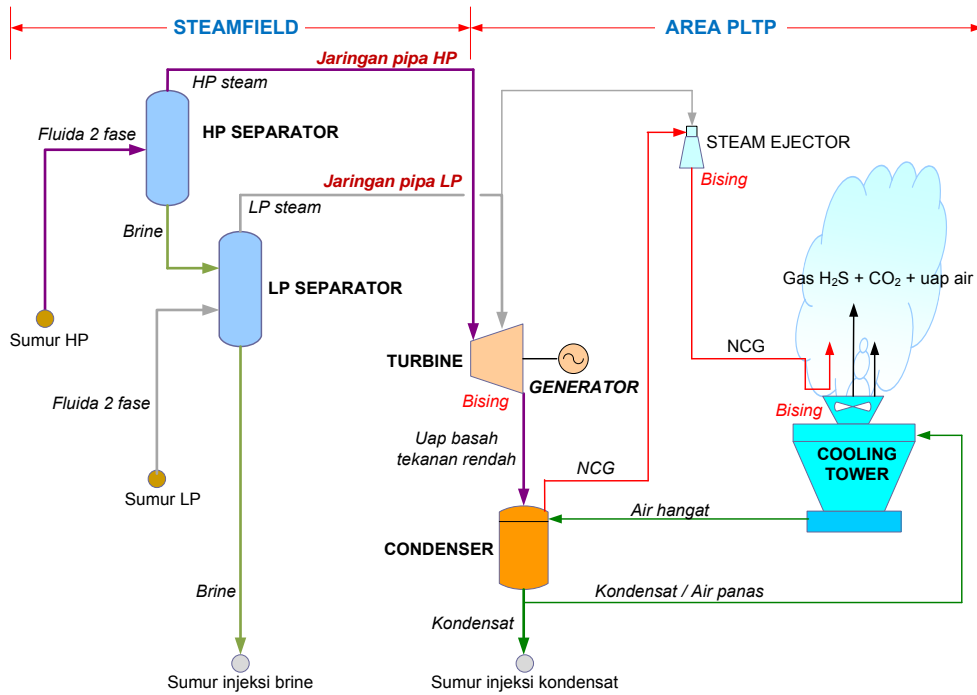 STEAMFIELD
AREA PLTP
Jaringan pipa HP
HP steam
HP SEPARATOR
Fluida 2 fase
STEAM EJECTOR
Bising
Jaringan pipa LP
LP steam
Brine
LP SEPARATOR
Gas H₂S + CO₂ + uap air
Sumur HP
NCG
TURBINE
GENERATOR
Bising
Fluida 2 fase
Bising
Uap basah
tekanan rendah
COOLING
TOWER
NCG
Sumur LP
Air hangat
CONDENSER
Brine
Kondensat / Air panas
Kondensat
Sumur injeksi brine
Sumur injeksi kondensat